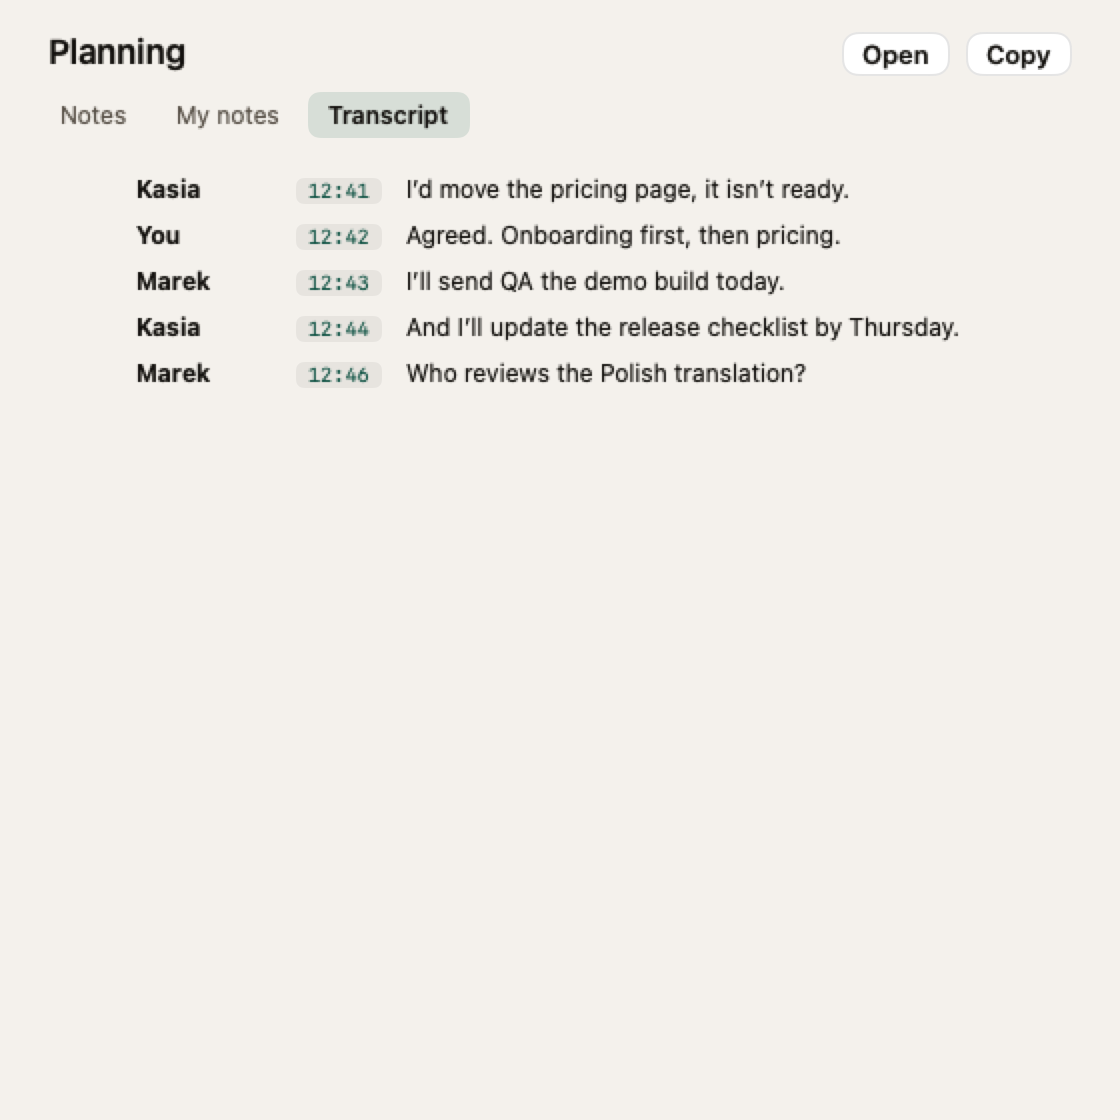 Planning
Open Copy
Notes My notes Transcript
Kasia 12:41 I’d move the pricing page, it isn’t ready.
You 12:42 Agreed. Onboarding first, then pricing.
Marek 12:43 I’ll send QA the demo build today.
Kasia 12:44 And I’ll update the release checklist by Thursday.
Marek 12:46 Who reviews the Polish translation?